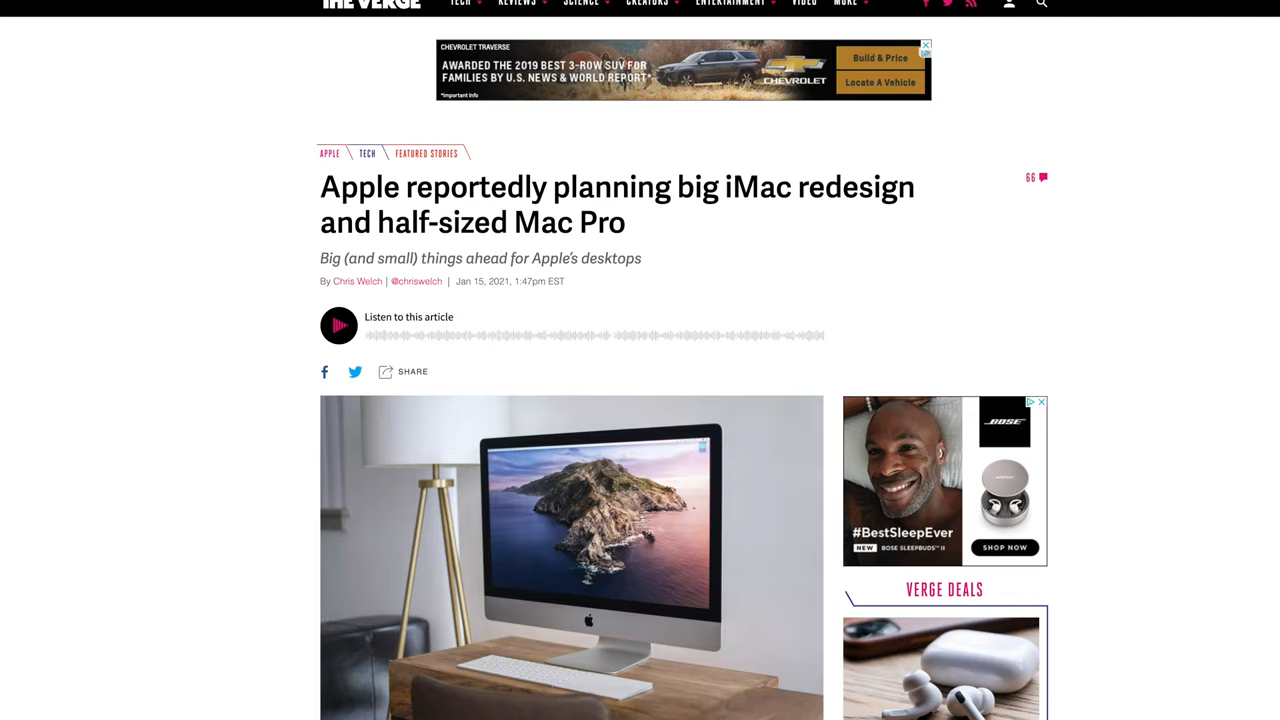 THE VERGE
TECH REVIEWS SCIENCE CREATORS ENTERTAINMENT VIDEO MORE
CHEVROLET TRAVERSE
AWARDED THE 2019 BEST 3-ROW SUV FOR
FAMILIES BY U.S. NEWS & WORLD REPORT*
*Important Info
CHEVROLET
Build & Price
Locate A Vehicle
APPLE TECH FEATURED STORIES
Apple reportedly planning big iMac redesign
and half-sized Mac Pro
66
Big (and small) things ahead for Apple's desktops
By Chris Welch | @chriswelch | Jan 15, 2021, 1:47pm EST
Listen to this article
SHARE
BOSE
#BestSleepEver
NEW BOSE SLEEPBUDS™ II
SHOP NOW
VERGE DEALS